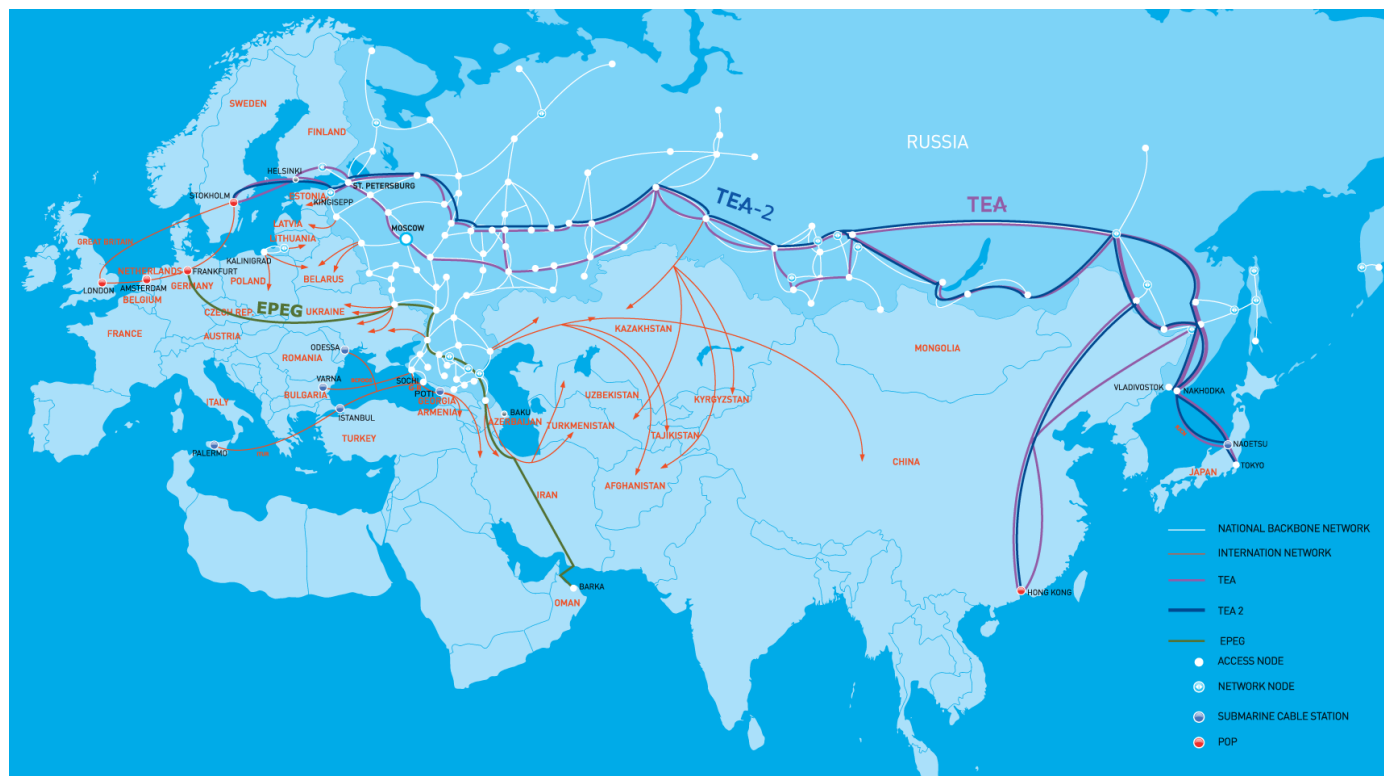 SWEDEN
FINLAND
RUSSIA
HELSINKI
ST. PETERSBURG
STOKHOLM
ESTONIA
KINGISEPP
TEA-2
TEA
LATVIA
MOSCOW
LITHUANIA
GREAT BRITAIN
KALINIGRAD
NETHERLANDS
FRANKFURT
POLAND
BELARUS
LONDON
AMSTERDAM
GERMANY
BELGIUM
EPEG
CZECH REP.
UKRAINE
FRANCE
AUSTRIA
KAZAKHSTAN
MONGOLIA
ODESSA
ROMANIA
VARNA
SOCHI
BULGARIA
POTI
GEORGIA
ITALY
ISTANBUL
ARMENIA
BAKU
AZERBAIJAN
UZBEKISTAN
KYRGYZSTAN
VLADIVOSTOK
NAKHODKA
TURKEY
TURKMENISTAN
TAJIKISTAN
PALERMO
NADETSU
CHINA
TOKYO
JAPAN
AFGHANISTAN
IRAN
BARKA
OMAN
HONG KONG
NATIONAL BACKBONE NETWORK
INTERNATION NETWORK
TEA
TEA 2
EPEG
ACCESS NODE
NETWORK NODE
SUBMARINE CABLE STATION
POP